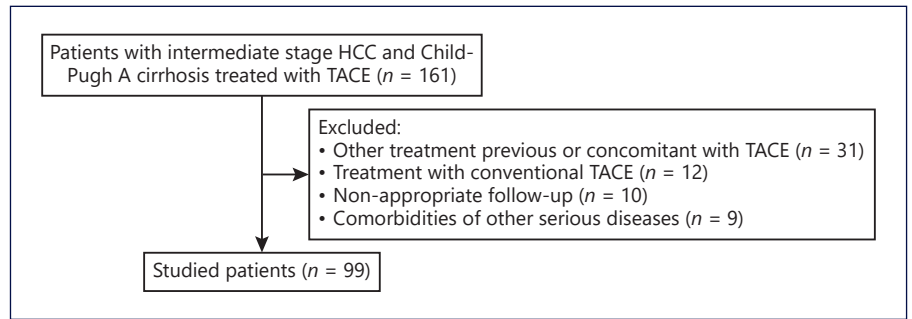 Patients with intermediate stage HCC and Child-
Pugh A cirrhosis treated with TACE (n = 161)
Excluded:
• Other treatment previous or concomitant with TACE (n = 31)
• Treatment with conventional TACE (n = 12)
• Non-appropriate follow-up (n = 10)
• Comorbidities of other serious diseases (n = 9)
Studied patients (n = 99)